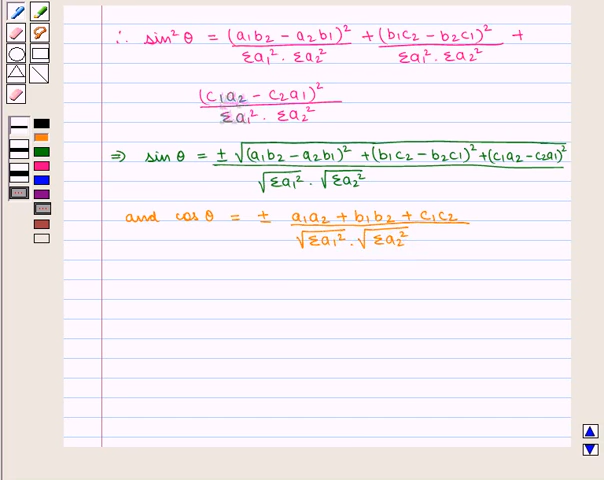 ∴ sin² θ = (a₁b₂ − a₂b₁)² / Σa₁² · Σa₂² + (b₁c₂ − b₂c₁)² / Σa₁² · Σa₂² +
(c₁a₂ − c₂a₁)² / Σa₁² · Σa₂²
⇒ sin θ = ± √(a₁b₂ − a₂b₁)² + (b₁c₂ − b₂c₁)² + (c₁a₂ − c₂a₁)² / √Σa₁² · √Σa₂²
and cos θ = ± a₁a₂ + b₁b₂ + c₁c₂ / √Σa₁² · √Σa₂²